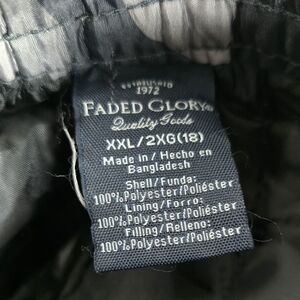 ESTABLISHED
1972
FADED GLORY®
Quality Goods
XXL/2XG(18)
Made in / Hecho en
Bangladesh
Shell/Funda:
100%Polyester/Poliéster
Lining/Forro:
100%Polyester/Poliéster
Filling/Relleno:
100%Polyester/Poliéster